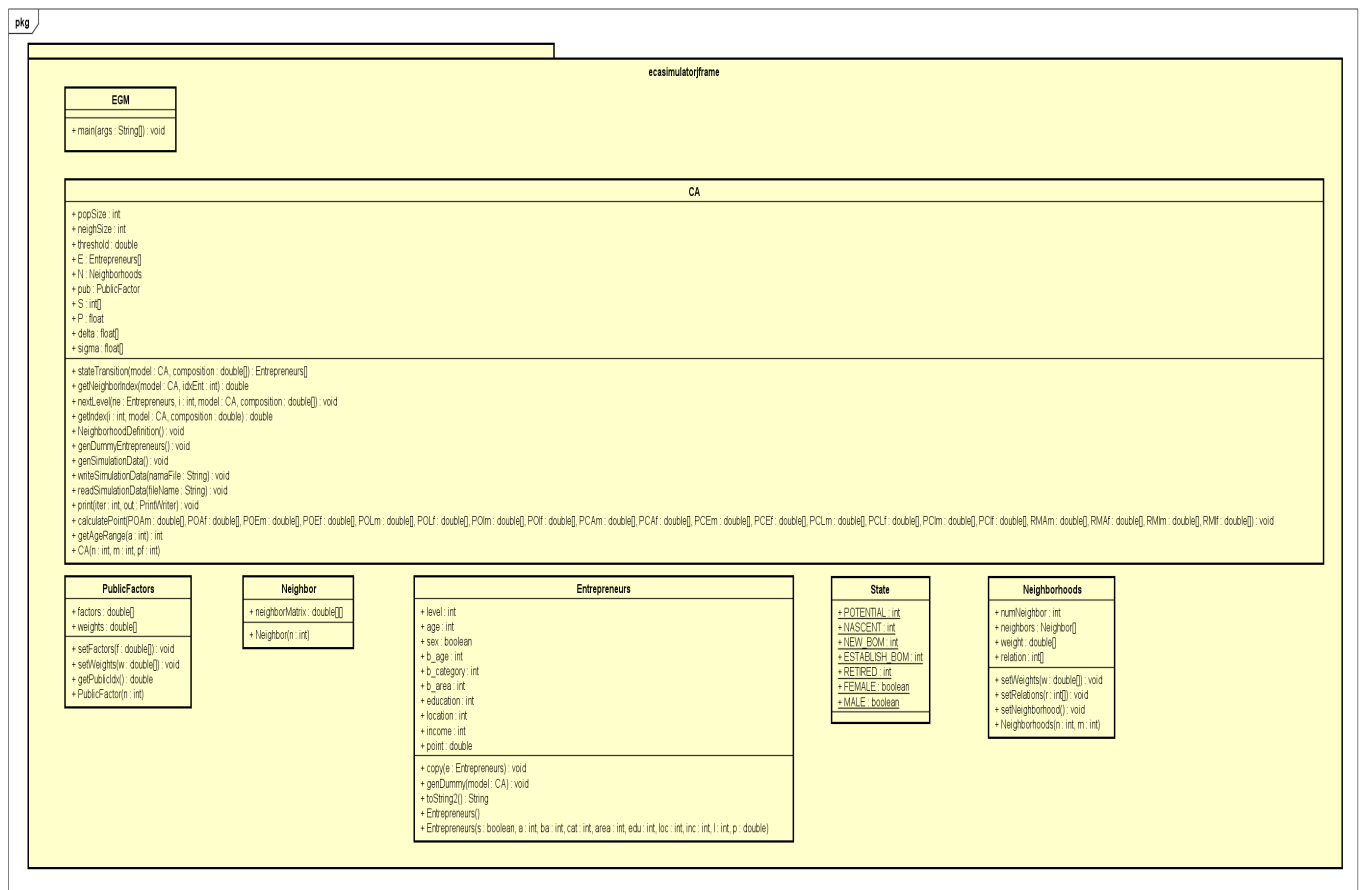 pkg
ecasimulatorjframe
EGM
+ main(args : String[]) : void
CA
+ popSize : int
+ neighSize : int
+ threshold : double
+ E : Entrepreneurs[]
+ N : Neighborhoods
+ pub : PublicFactor
+ S : int[]
+ P : float
+ delta : float[]
+ sigma : float[]
+ stateTransition(model : CA, composition : double[]) : Entrepreneurs[]
+ getNeighborIndex(model : CA, idxEnt : int) : double
+ nextLevel(ne : Entrepreneurs, i : int, model : CA, composition : double[]) : void
+ getIndex(i : int, model : CA, composition : double) : double
+ NeighborhoodDefinition() : void
+ genDummyEntrepreneurs() : void
+ genSimulationData() : void
+ writeSimulationData(namaFile : String) : void
+ readSimulationData(fileName : String) : void
+ print(iter : int, out : PrintWriter) : void
+ calculatePoint(POAm : double[], POAf : double[], POEm : double[], POEf : double[], POLm : double[], POLf : double[], POIm : double[], POIf : double[], PCAm : double[], PCAf : double[], PCEm : double[], PCEf : double[], PCLm : double[], PCLf : double[], PCIm : double[], PCIf : double[], RMAm : double[], RMAf : double[], RMIm : double[], RMIf : double[]) : void
+ getAgeRange(a : int) : int
+ CA(n : int, m : int, pf : int)
PublicFactors
+ factors : double[]
+ weights : double[]
+ setFactors(f : double[]) : void
+ setWeights(w : double[]) : void
+ getPublicIdx() : double
+ PublicFactor(n : int)
Neighbor
+ neighborMatrix : double[][]
+ Neighbor(n : int)
Entrepreneurs
+ level : int
+ age : int
+ sex : boolean
+ b_age : int
+ b_category : int
+ b_area : int
+ education : int
+ location : int
+ income : int
+ point : double
+ copy(e : Entrepreneurs) : void
+ genDummy(model : CA) : void
+ toString2() : String
+ Entrepreneurs()
+ Entrepreneurs(s : boolean, a : int, ba : int, cat : int, area : int, edu : int, loc : int, inc : int, l : int, p : double)
State
+ POTENTIAL : int
+ NASCENT : int
+ NEW_BOM : int
+ ESTABLISH_BOM : int
+ RETIRED : int
+ FEMALE : boolean
+ MALE : boolean
Neighborhoods
+ numNeighbor : int
+ neighbors : Neighbor[]
+ weight : double[]
+ relation : int[]
+ setWeights(w : double[]) : void
+ setRelations(r : int[]) : void
+ setNeighborhood() : void
+ Neighborhoods(n : int, m : int)